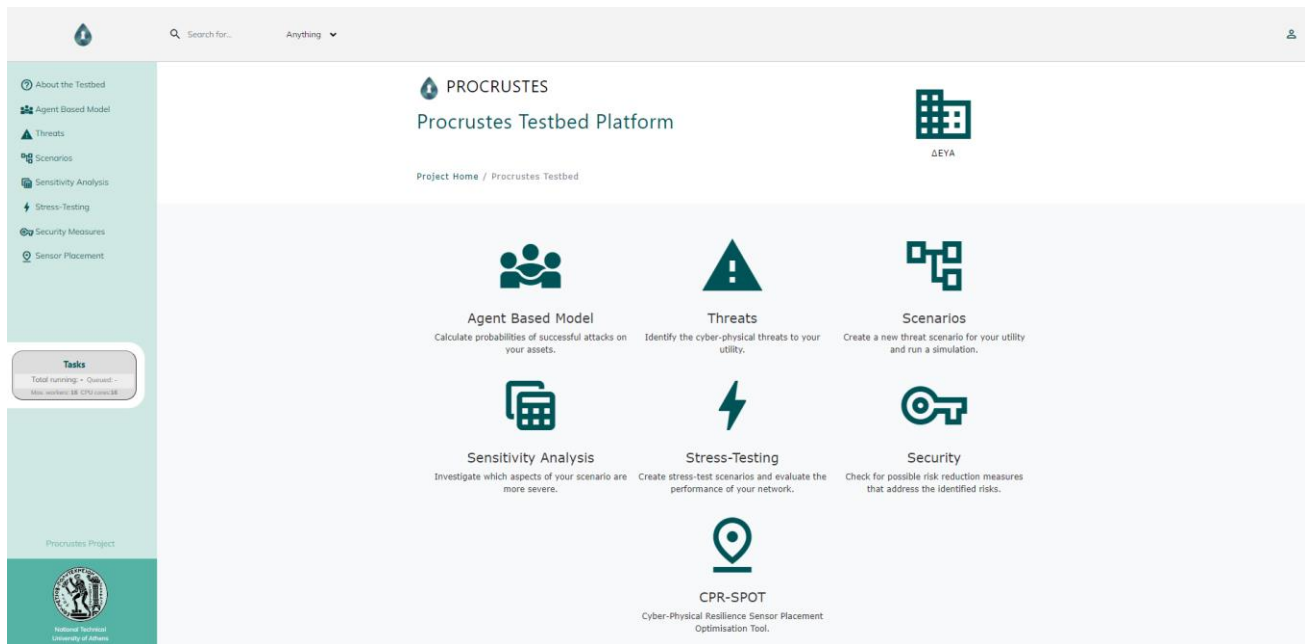 Search for...
Anything
About the Testbed
Agent Based Model
Threats
Scenarios
Sensitivity Analysis
Stress-Testing
Security Measures
Sensor Placement
Tasks
Total running: - Queued: -
Max. workers: 16 CPU cores: 16
Procrustes Project
National Technical
University of Athens
PROCRUSTES
Procrustes Testbed Platform
Project Home / Procrustes Testbed
ΔΕΥΑ
Agent Based Model
Calculate probabilities of successful attacks on
your assets.
Threats
Identify the cyber-physical threats to your
utility.
Scenarios
Create a new threat scenario for your utility
and run a simulation.
Sensitivity Analysis
Investigate which aspects of your scenario are
more severe.
Stress-Testing
Create stress-test scenarios and evaluate the
performance of your network.
Security
Check for possible risk reduction measures
that address the identified risks.
CPR-SPOT
Cyber-Physical Resilience Sensor Placement
Optimisation Tool.